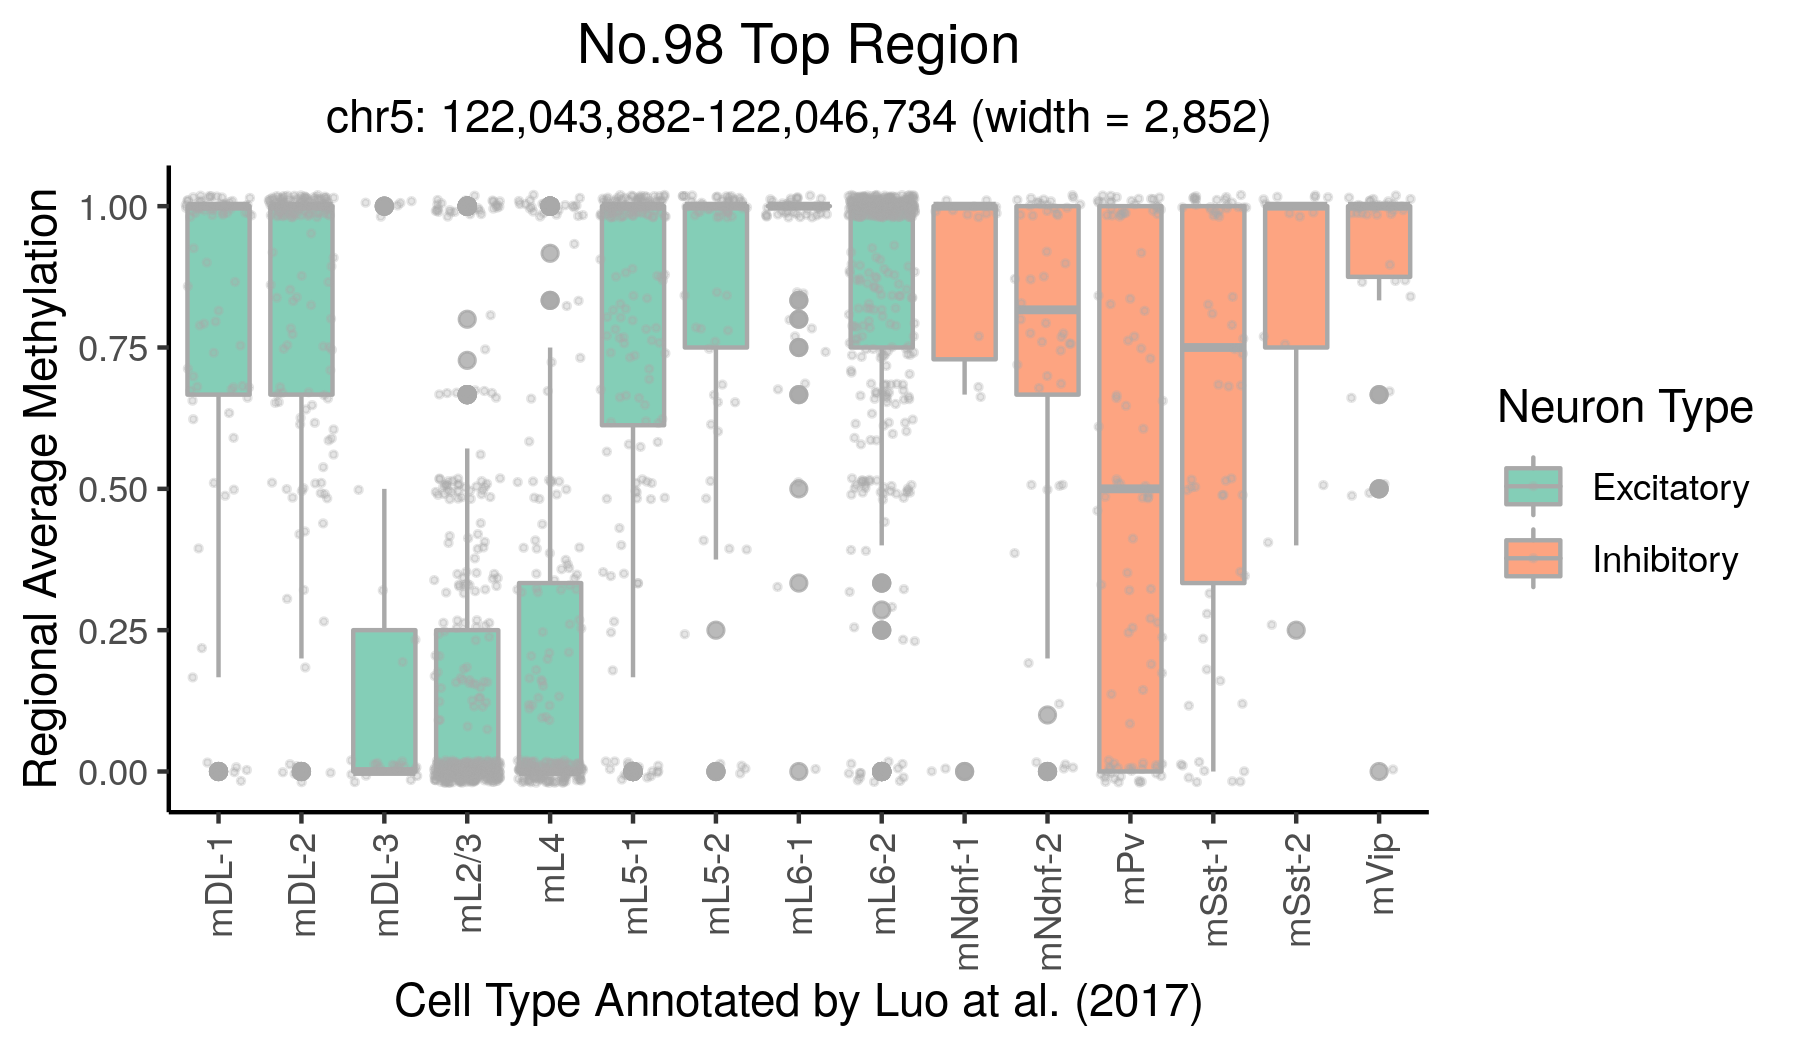 No.98 Top Region
chr5: 122,043,882-122,046,734 (width = 2,852)
Regional Average Methylation
1.00
0.75
0.50
0.25
0.00
mDL-1
mDL-2
mDL-3
mL2/3
mL4
mL5-1
mL5-2
mL6-1
mL6-2
mNdnf-1
mNdnf-2
mPv
mSst-1
mSst-2
mVip
Cell Type Annotated by Luo at al. (2017)
Neuron Type
Excitatory
Inhibitory